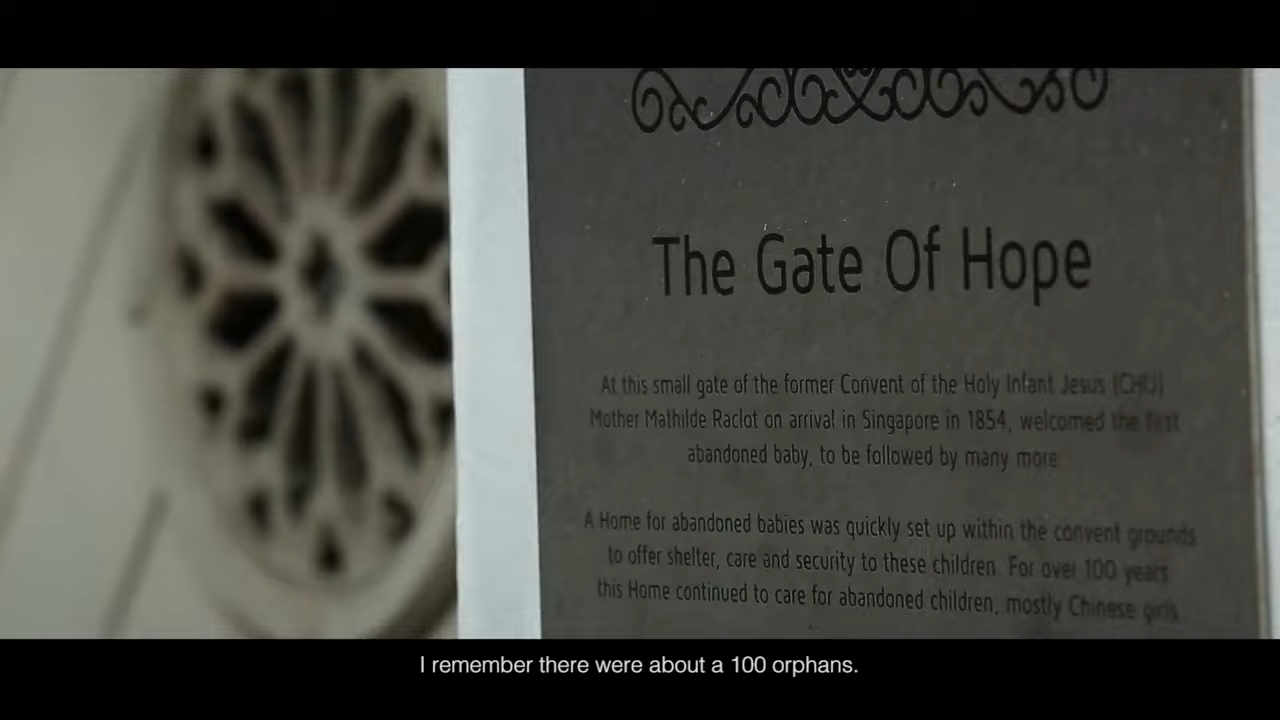 The Gate Of Hope
At this small gate of the former Convent of the Holy Infant Jesus (CHIJ)
Mother Mathilde Raclot on arrival in Singapore in 1854, welcomed the first
abandoned baby, to be followed by many more.
A Home for abandoned babies was quickly set up within the convent grounds
to offer shelter, care and security to these children. For over 100 years
this Home continued to care for abandoned children, mostly Chinese girls
I remember there were about a 100 orphans.